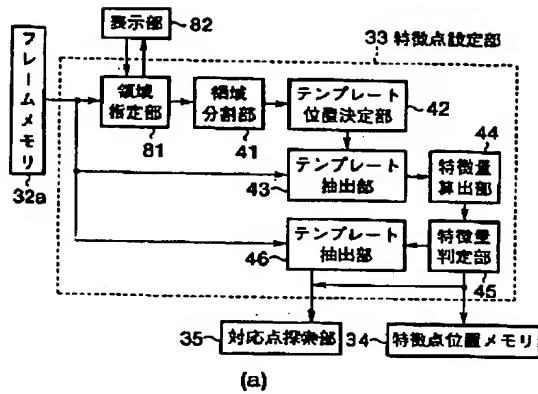 表示部
82
33 特徴点設定部
フレームメモリ
32a
領域
指定部
81
領域
分割部
41
テンプレート
位置決定部
42
テンプレート
抽出部
43
特徴量
算出部
44
テンプレート
抽出部
46
特徴量
判定部
45
35
対応点探索部
34
特徴点位置メモリ
(a)